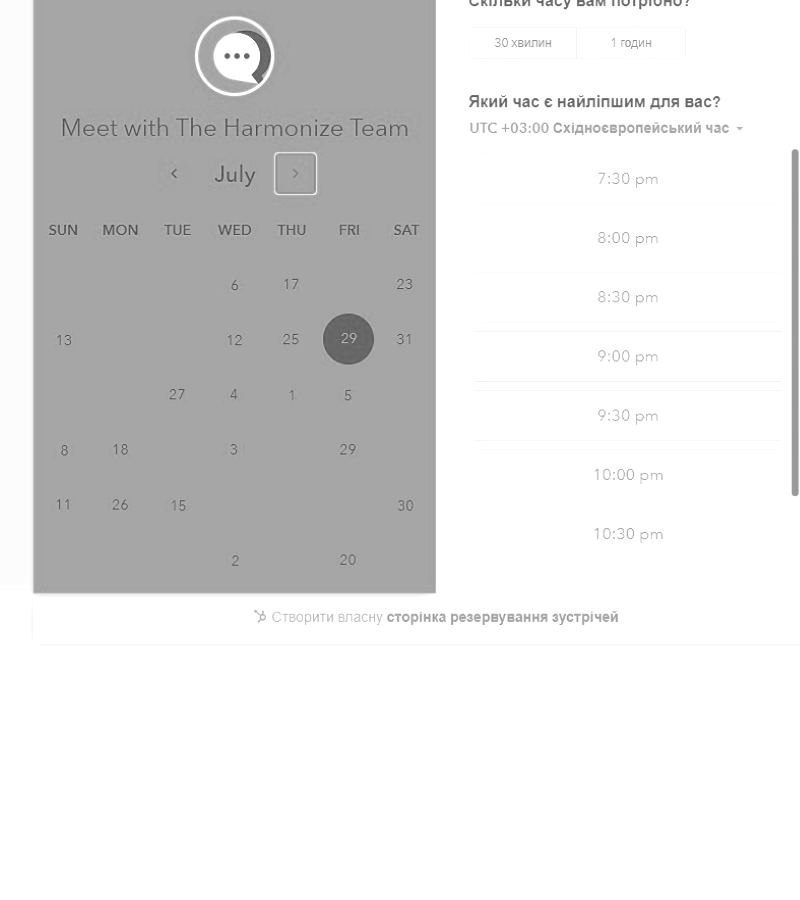 Meet with The Harmonize Team
July
SUN MON TUE WED THU FRI SAT
6 17 23
13 12 25 29 31
27 4 1 5
8 18 3 29
11 26 15 30
2 20
Скільки часу вам потрібно?
30 хвилин 1 годин
Який час є найліпшим для вас?
UTC +03:00 Східноєвропейський час
7:30 pm
8:00 pm
8:30 pm
9:00 pm
9:30 pm
10:00 pm
10:30 pm
Створити власну сторінка резервування зустрічей